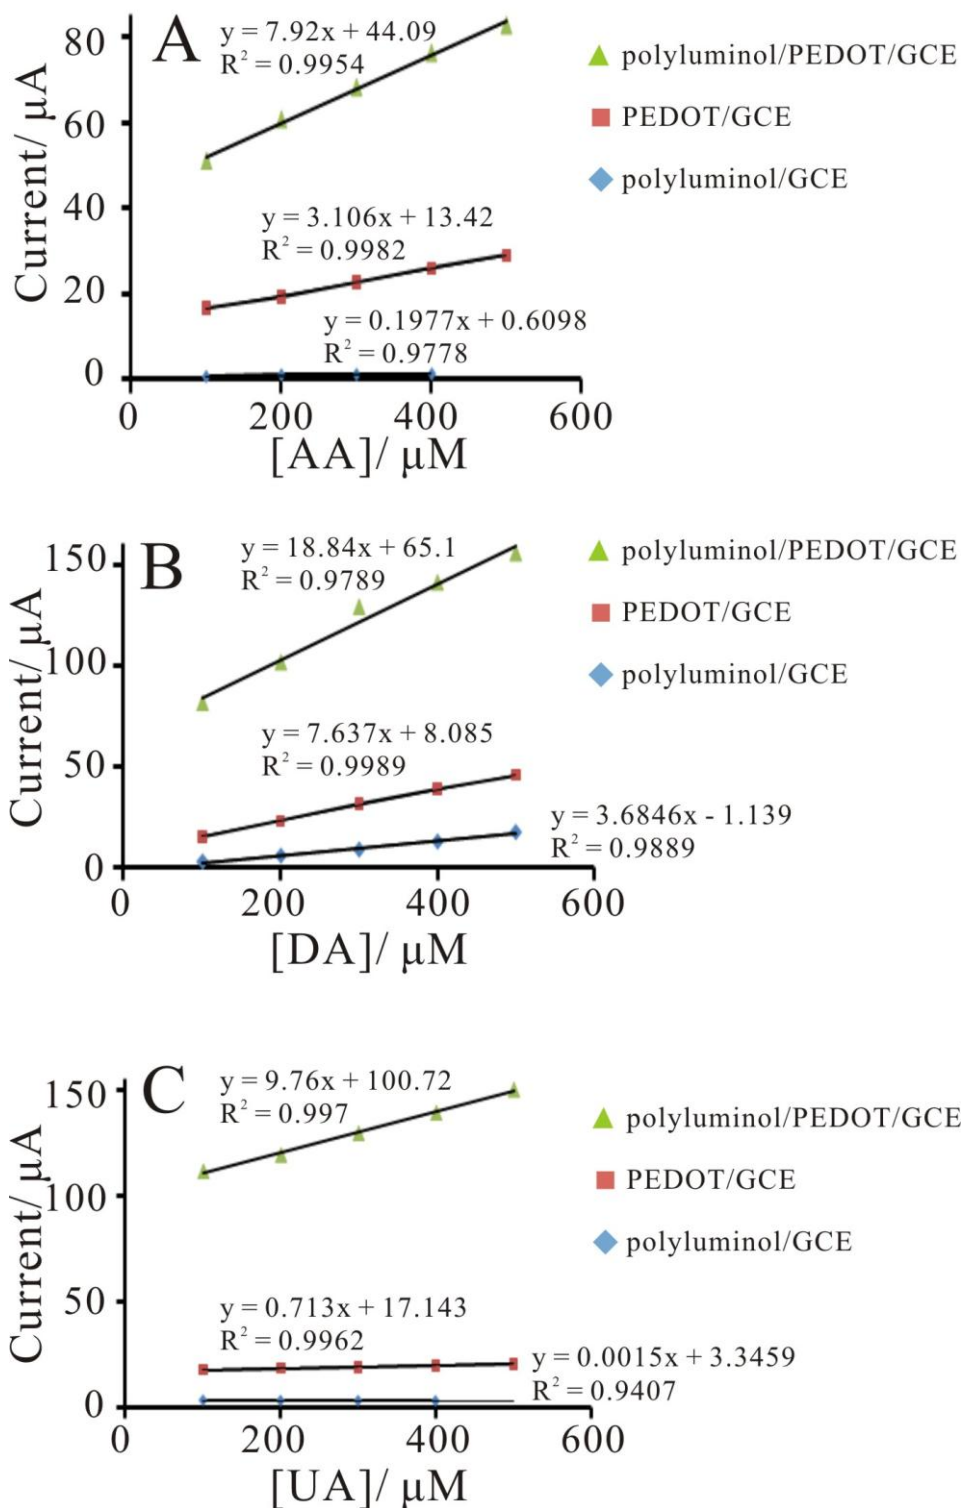 A
y = 7.92x + 44.09
R² = 0.9954
80
60
40
20
0
Current/ μA
polyluminol/PEDOT/GCE
PEDOT/GCE
polyluminol/GCE
y = 3.106x + 13.42
R² = 0.9982
y = 0.1977x + 0.6098
R² = 0.9778
0 200 400 600
[AA]/ μM
B
y = 18.84x + 65.1
R² = 0.9789
150
100
50
0
Current/ μA
polyluminol/PEDOT/GCE
PEDOT/GCE
polyluminol/GCE
y = 7.637x + 8.085
R² = 0.9989
y = 3.6846x - 1.139
R² = 0.9889
0 200 400 600
[DA]/ μM
C
y = 9.76x + 100.72
R² = 0.997
150
100
50
0
Current/ μA
polyluminol/PEDOT/GCE
PEDOT/GCE
polyluminol/GCE
y = 0.713x + 17.143
R² = 0.9962
y = 0.0015x + 3.3459
R² = 0.9407
0 200 400 600
[UA]/ μM